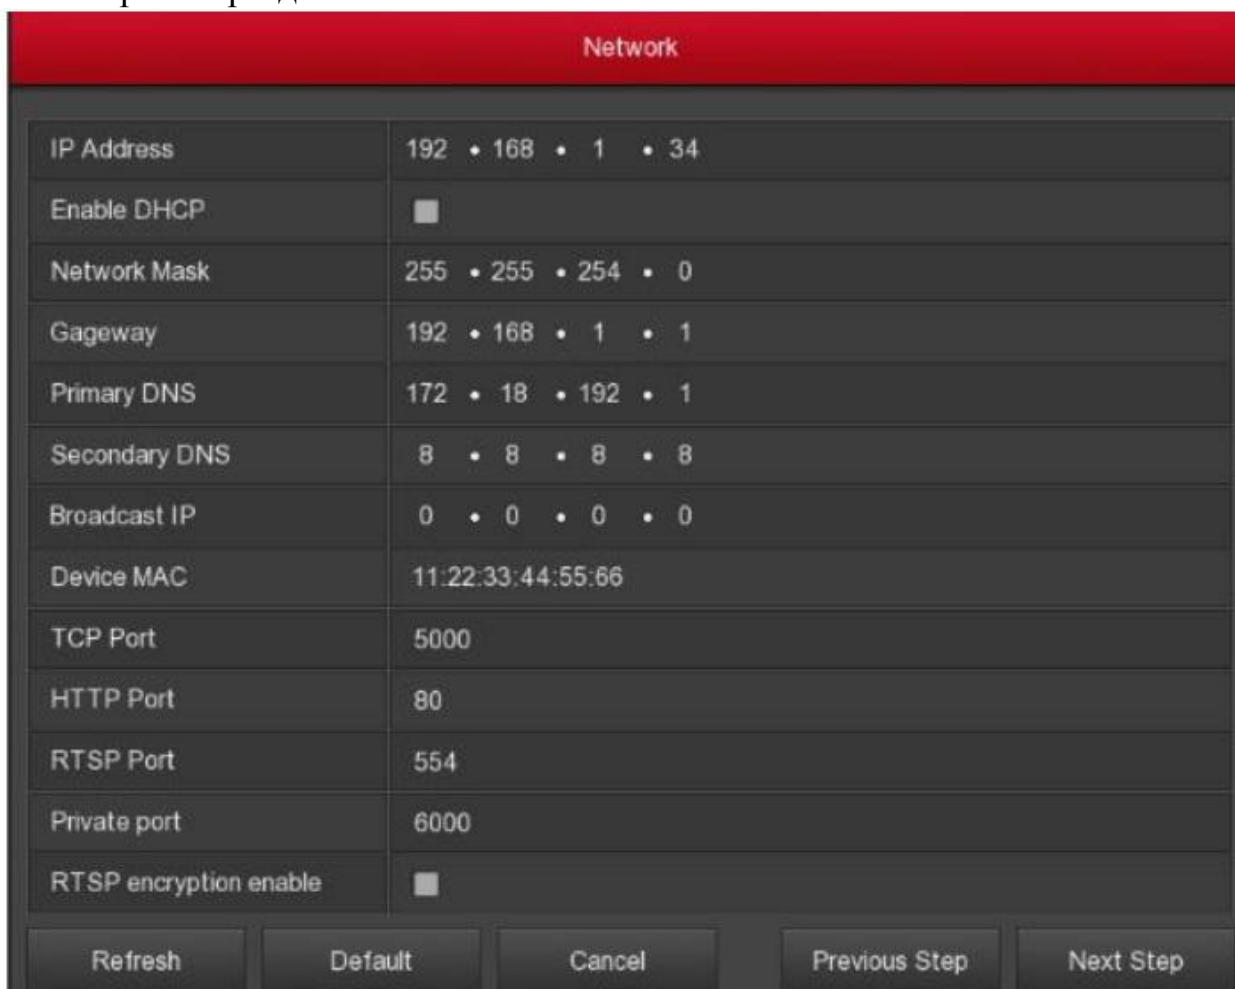 Network
IP Address 192 • 168 • 1 • 34
Enable DHCP
Network Mask 255 • 255 • 254 • 0
Gageway 192 • 168 • 1 • 1
Primary DNS 172 • 18 • 192 • 1
Secondary DNS 8 • 8 • 8 • 8
Broadcast IP 0 • 0 • 0 • 0
Device MAC 11:22:33:44:55:66
TCP Port 5000
HTTP Port 80
RTSP Port 554
Private port 6000
RTSP encryption enable
Refresh Default Cancel Previous Step Next Step